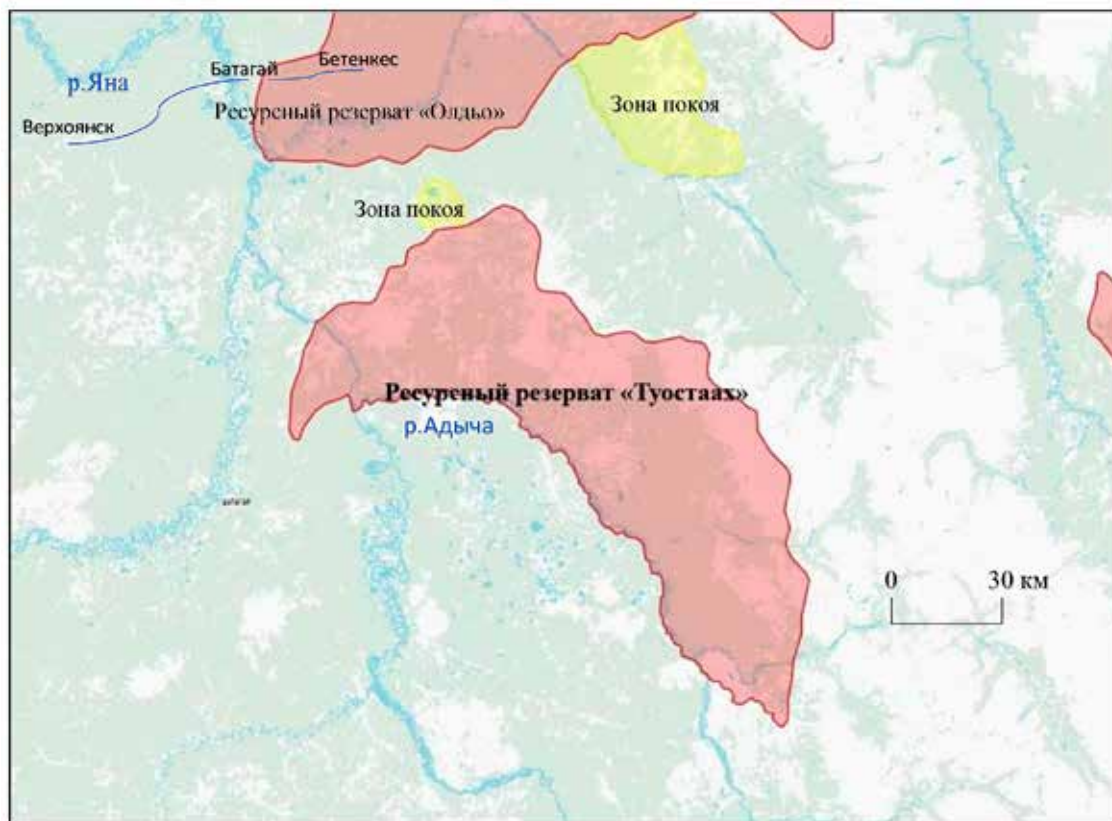 Бетенкес
Батагай
р.Яна
Ресурсный резерват «Олдьо»
Зона покоя
Верхоянск
Зона покоя
Ресурсный резерват «Туостаах»
р.Адыча
0 30 км